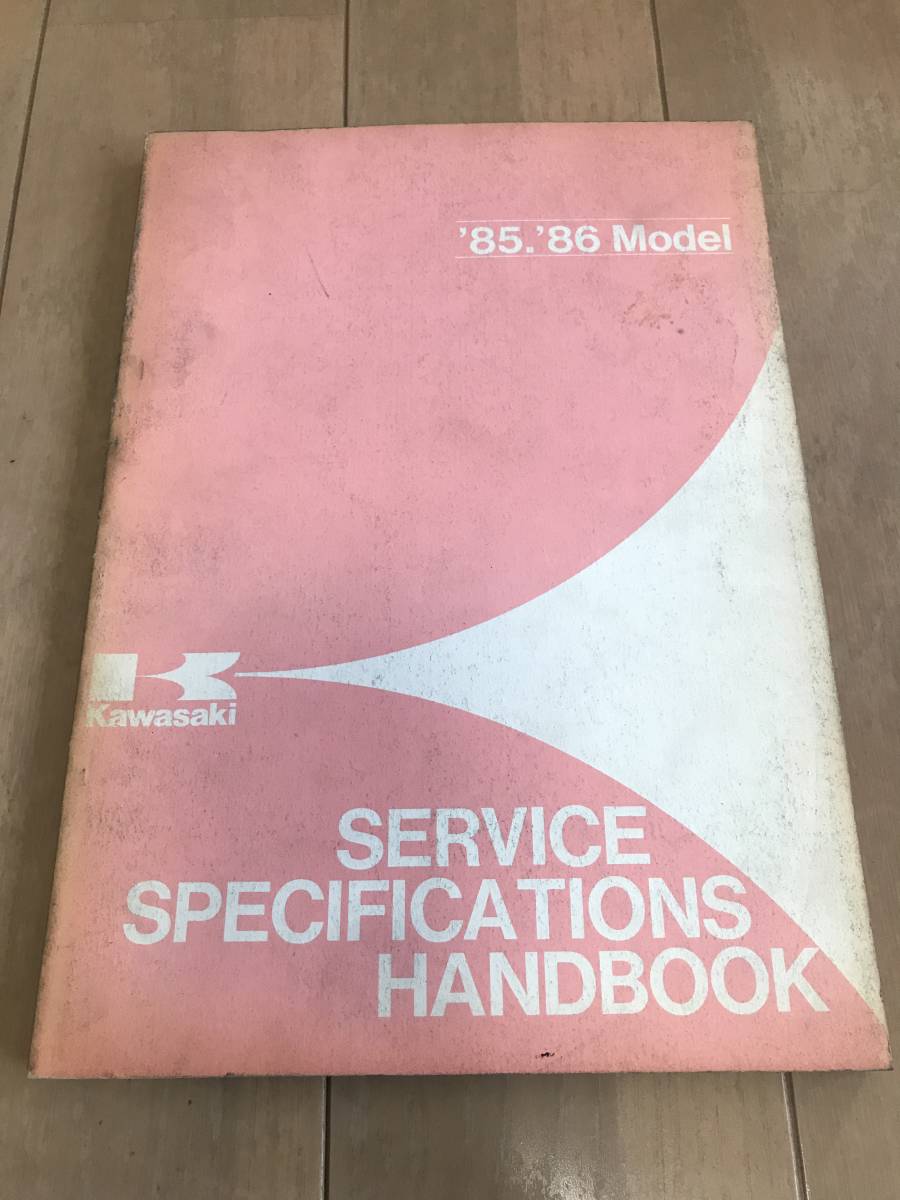 '85.'86 Model
Kawasaki
SERVICE
SPECIFICATIONS
HANDBOOK